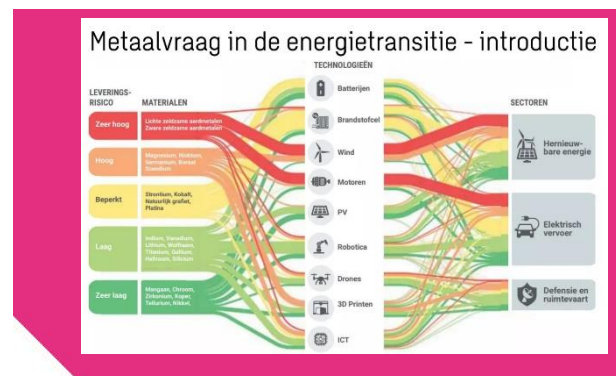 Metaalvraag in de energietransitie - introductie
TECHNOLOGIEËN
LEVERINGS-
RISICO
MATERIALEN
SECTOREN
Zeer hoog
Lichte zeldzame aardmetalen
Zware zeldzame aardmetalen
Hoog
Magnesium, Niobium,
Germanium, Boraat
Scandium
Beperkt
Strontium, Kobalt,
Natuurlijk grafiet,
Platina
Laag
Indium, Vanadium,
Lithium, Wolfraam,
Titanium, Gallium,
Hafnium, Silicium
Zeer laag
Mangaan, Chroom,
Zirkonium, Koper,
Tellurium, Nikkel,
Batterijen
Brandstofcel
Wind
Motoren
PV
Robotica
Drones
3D Printen
ICT
Hernieuw-
bare energie
Elektrisch
vervoer
Defensie en
ruimtevaart